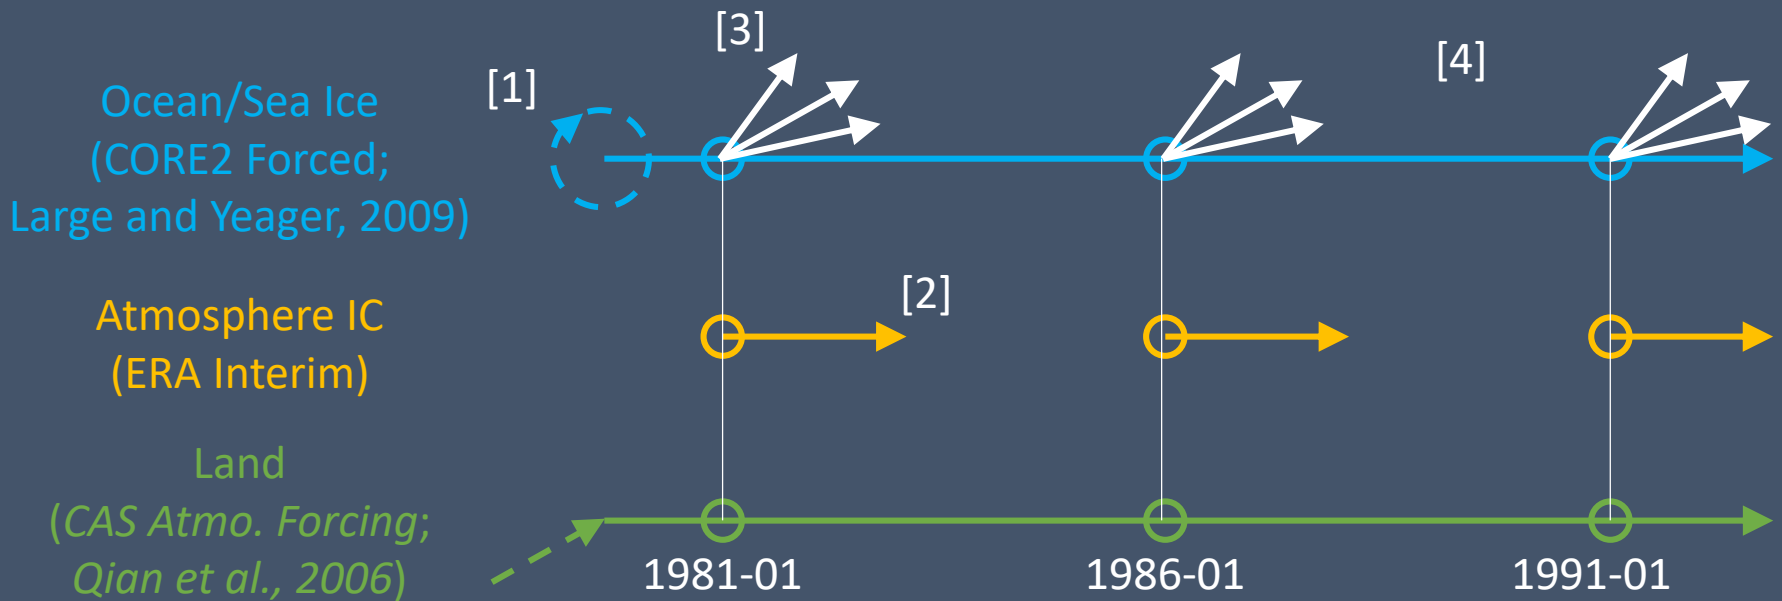 [3]
[4]
[1]
Ocean/Sea Ice
(CORE2 Forced;
Large and Yeager, 2009)
[2]
Atmosphere IC
(ERA Interim)
Land
(CAS Atmo. Forcing;
Qian et al., 2006)
1981-01
1986-01
1991-01